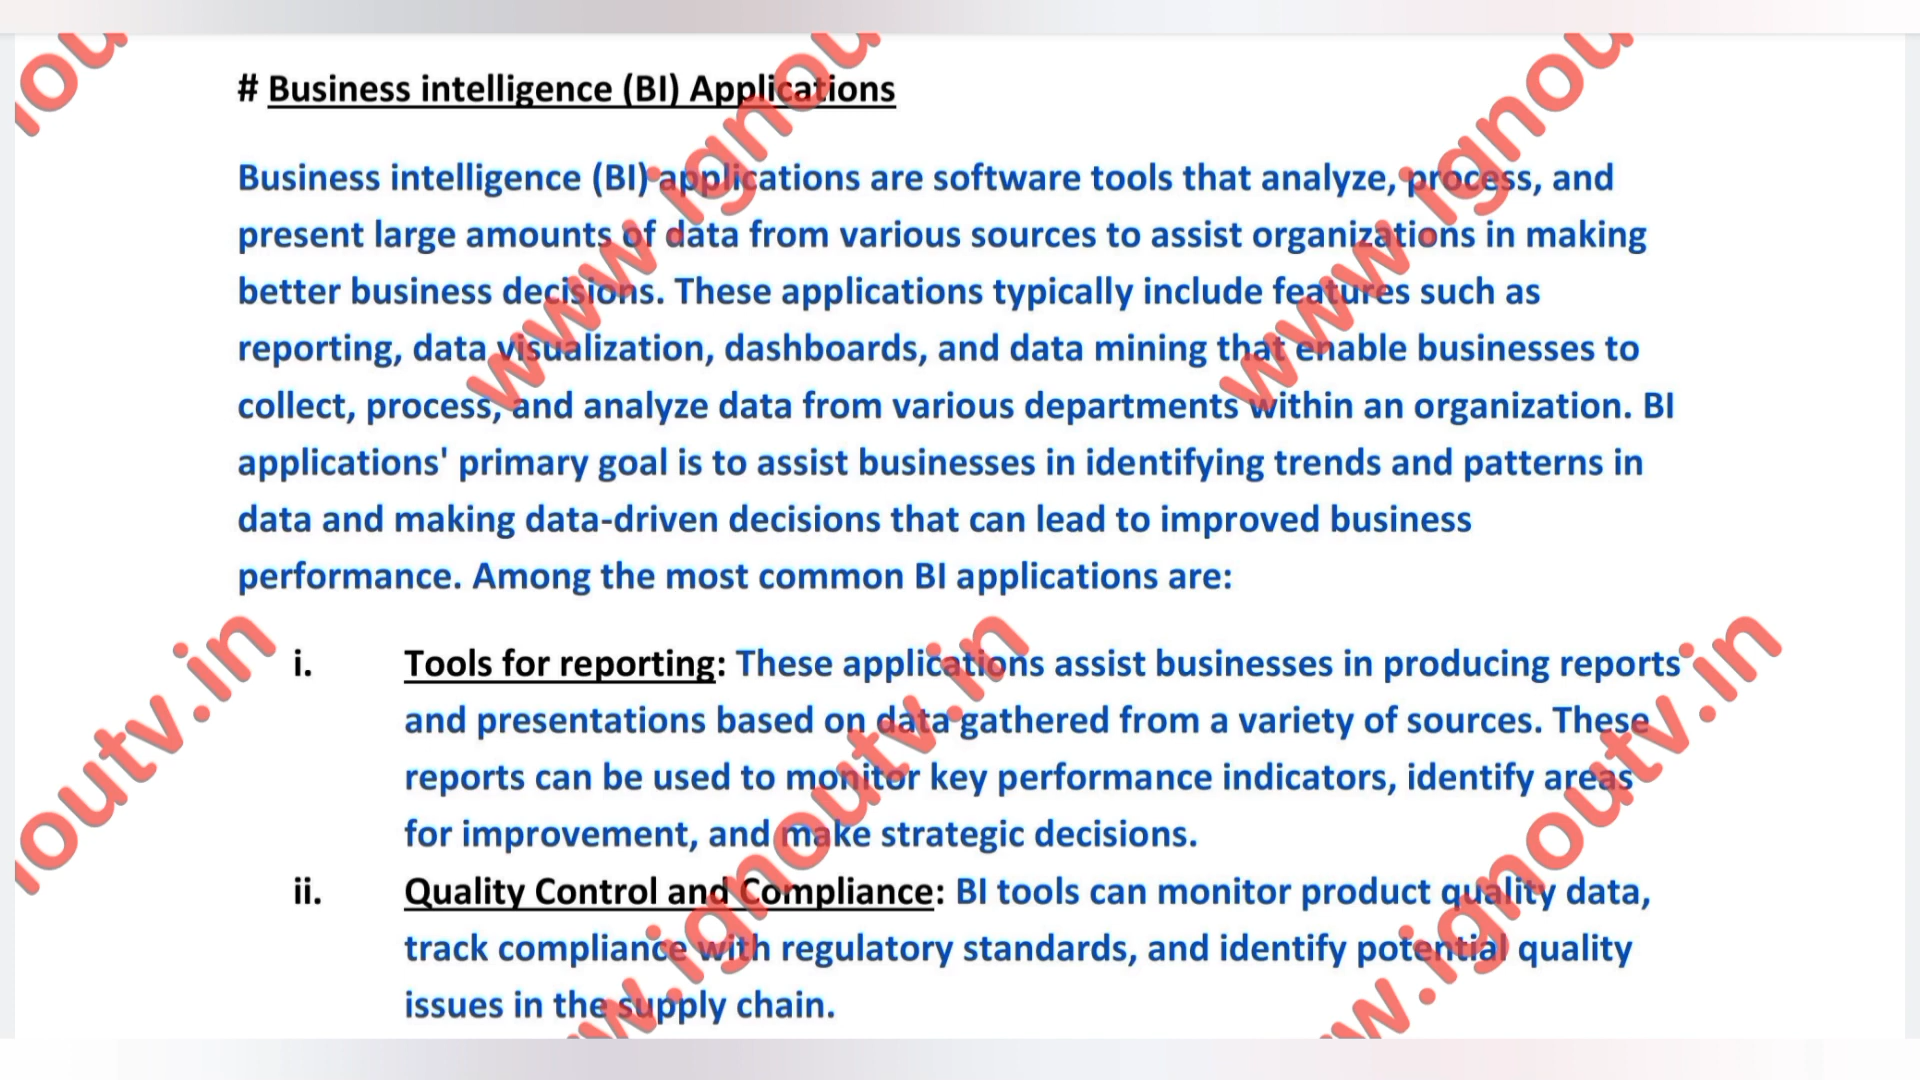 # Business intelligence (BI) Applications
Business intelligence (BI) applications are software tools that analyze, process, and
present large amounts of data from various sources to assist organizations in making
better business decisions. These applications typically include features such as
reporting, data visualization, dashboards, and data mining that enable businesses to
collect, process, and analyze data from various departments within an organization. BI
applications' primary goal is to assist businesses in identifying trends and patterns in
data and making data-driven decisions that can lead to improved business
performance. Among the most common BI applications are:
i. Tools for reporting: These applications assist businesses in producing reports
and presentations based on data gathered from a variety of sources. These
reports can be used to monitor key performance indicators, identify areas
for improvement, and make strategic decisions.
ii. Quality Control and Compliance: BI tools can monitor product quality data,
track compliance with regulatory standards, and identify potential quality
issues in the supply chain.
www.ignou
www.ignou
nou
outv.in
w.ignoutv.in
w.ignoutv.in